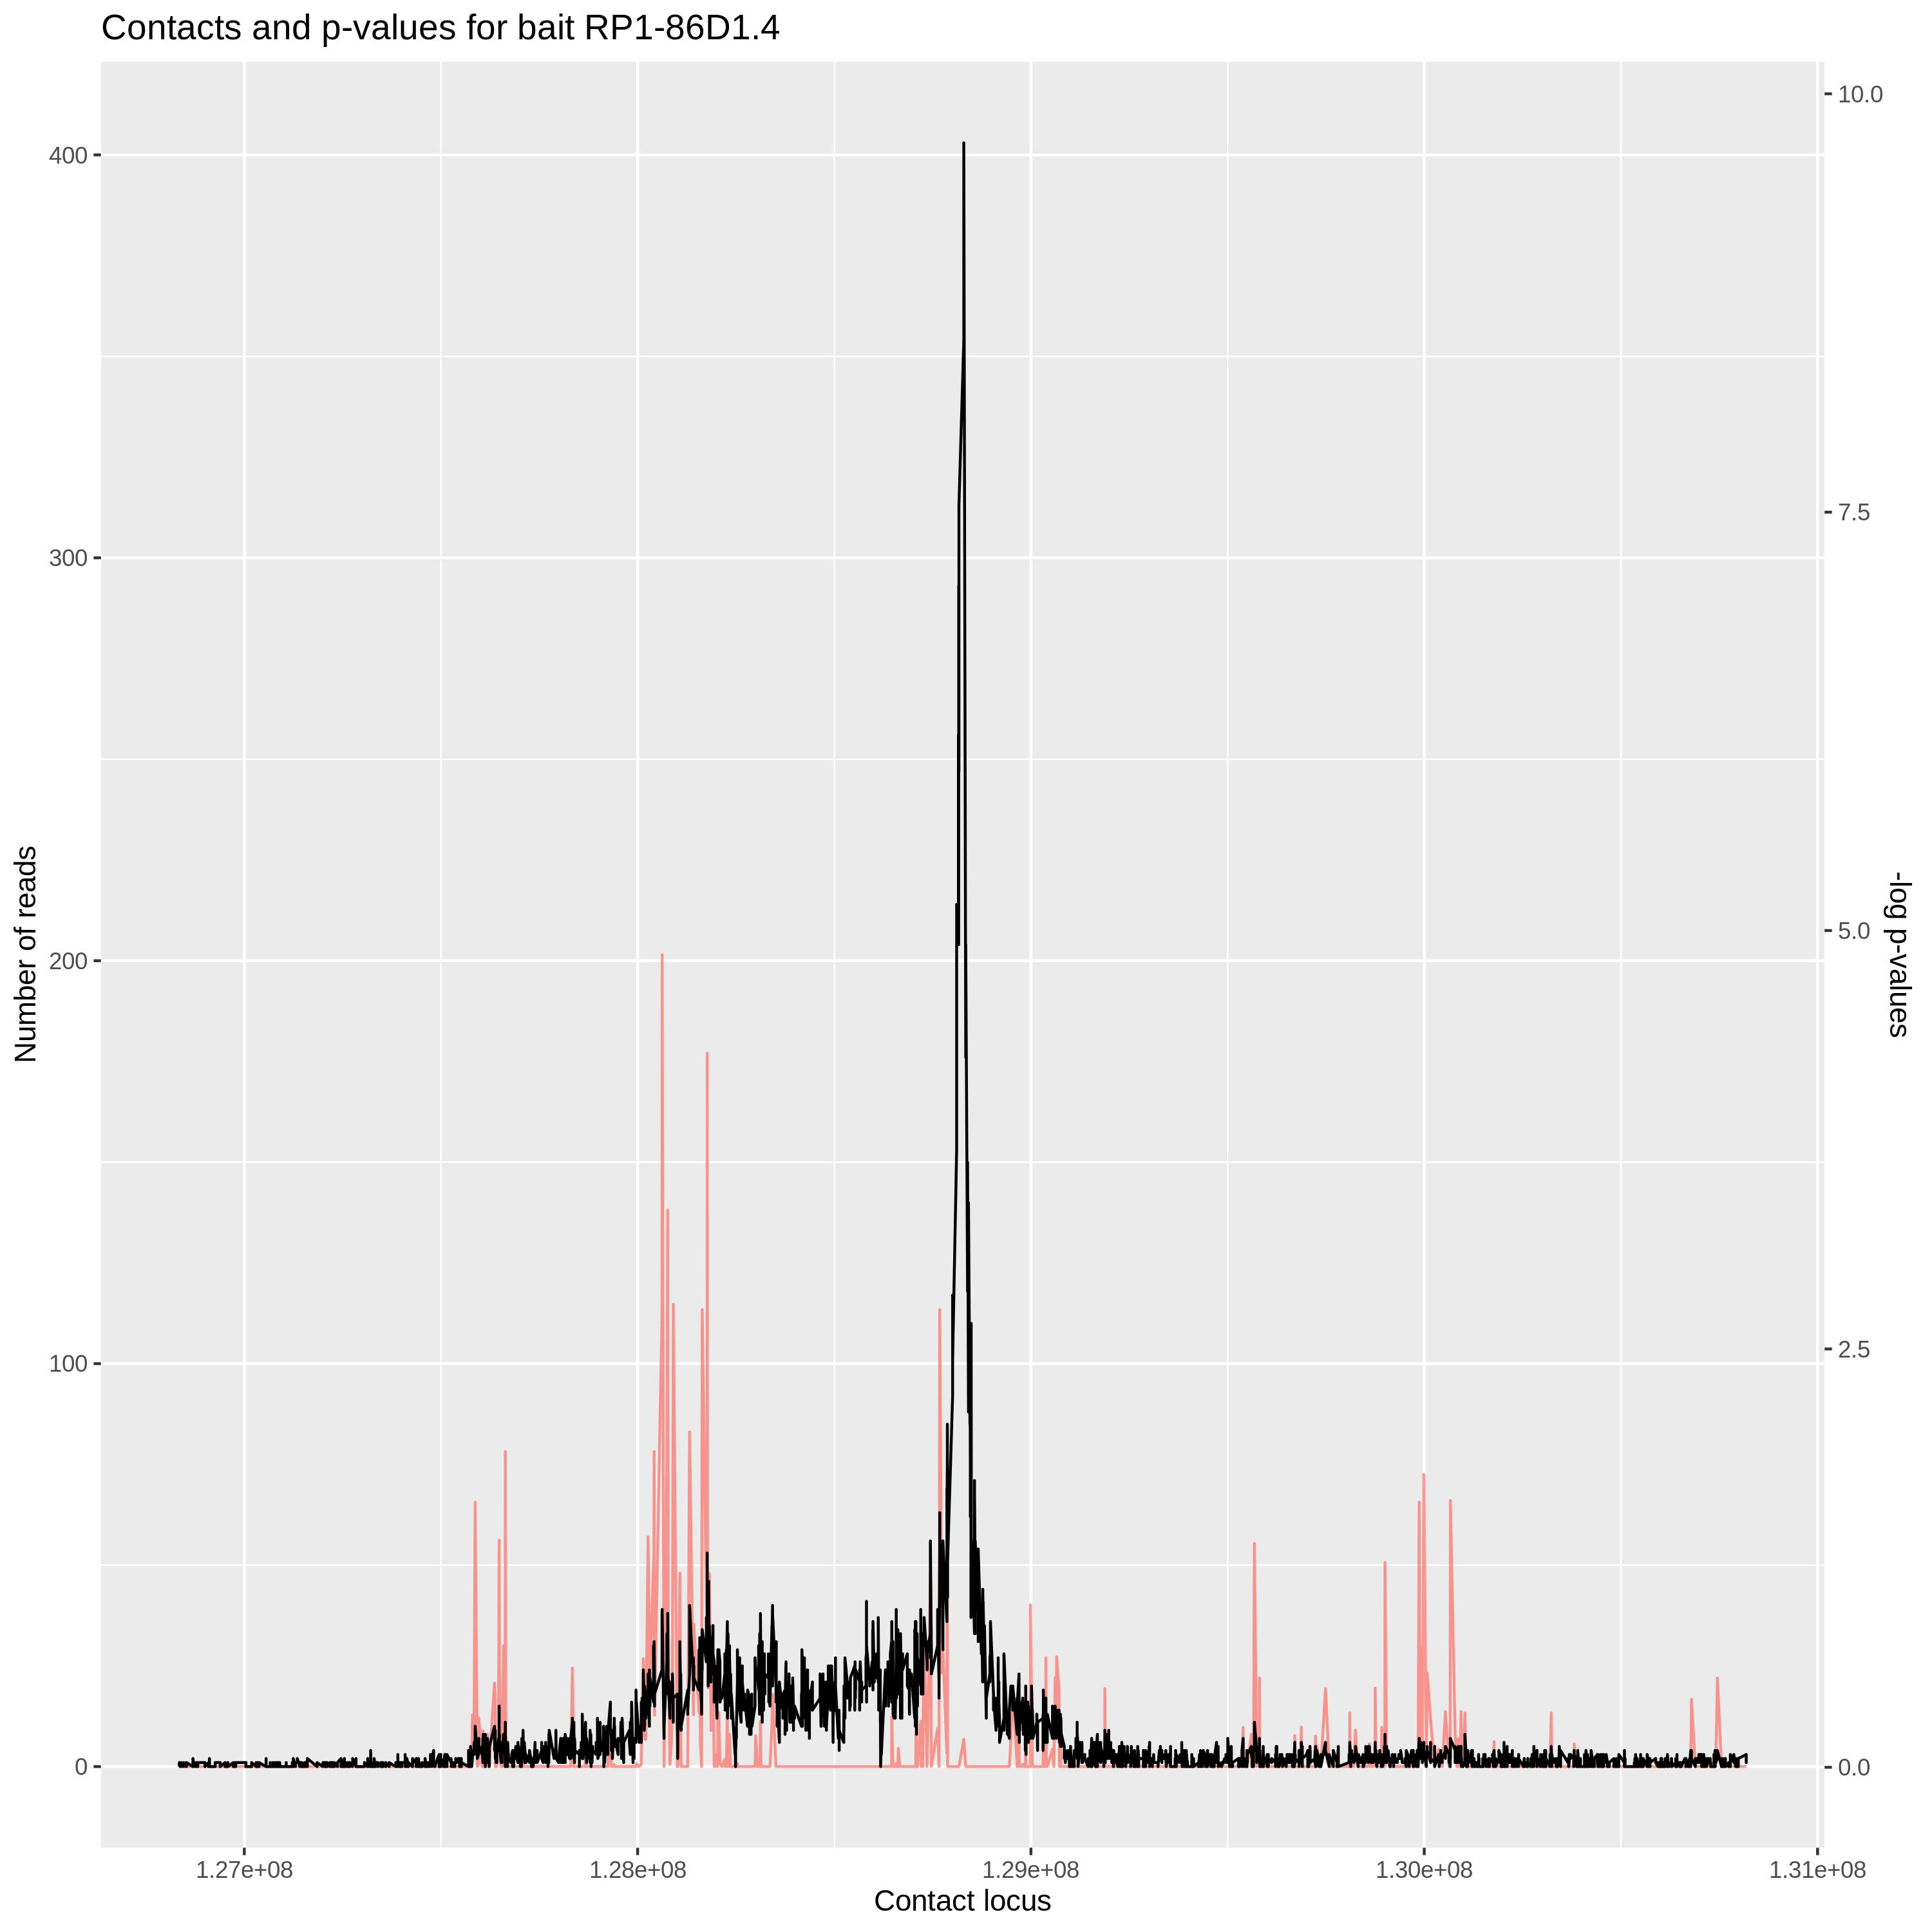 Contacts and p-values for bait RP1-86D1.4
400
300
200
100
0
Number of reads
10.0
7.5
5.0
2.5
0.0
-log p-values
1.27e+08
1.28e+08
1.29e+08
1.30e+08
1.31e+08
Contact locus